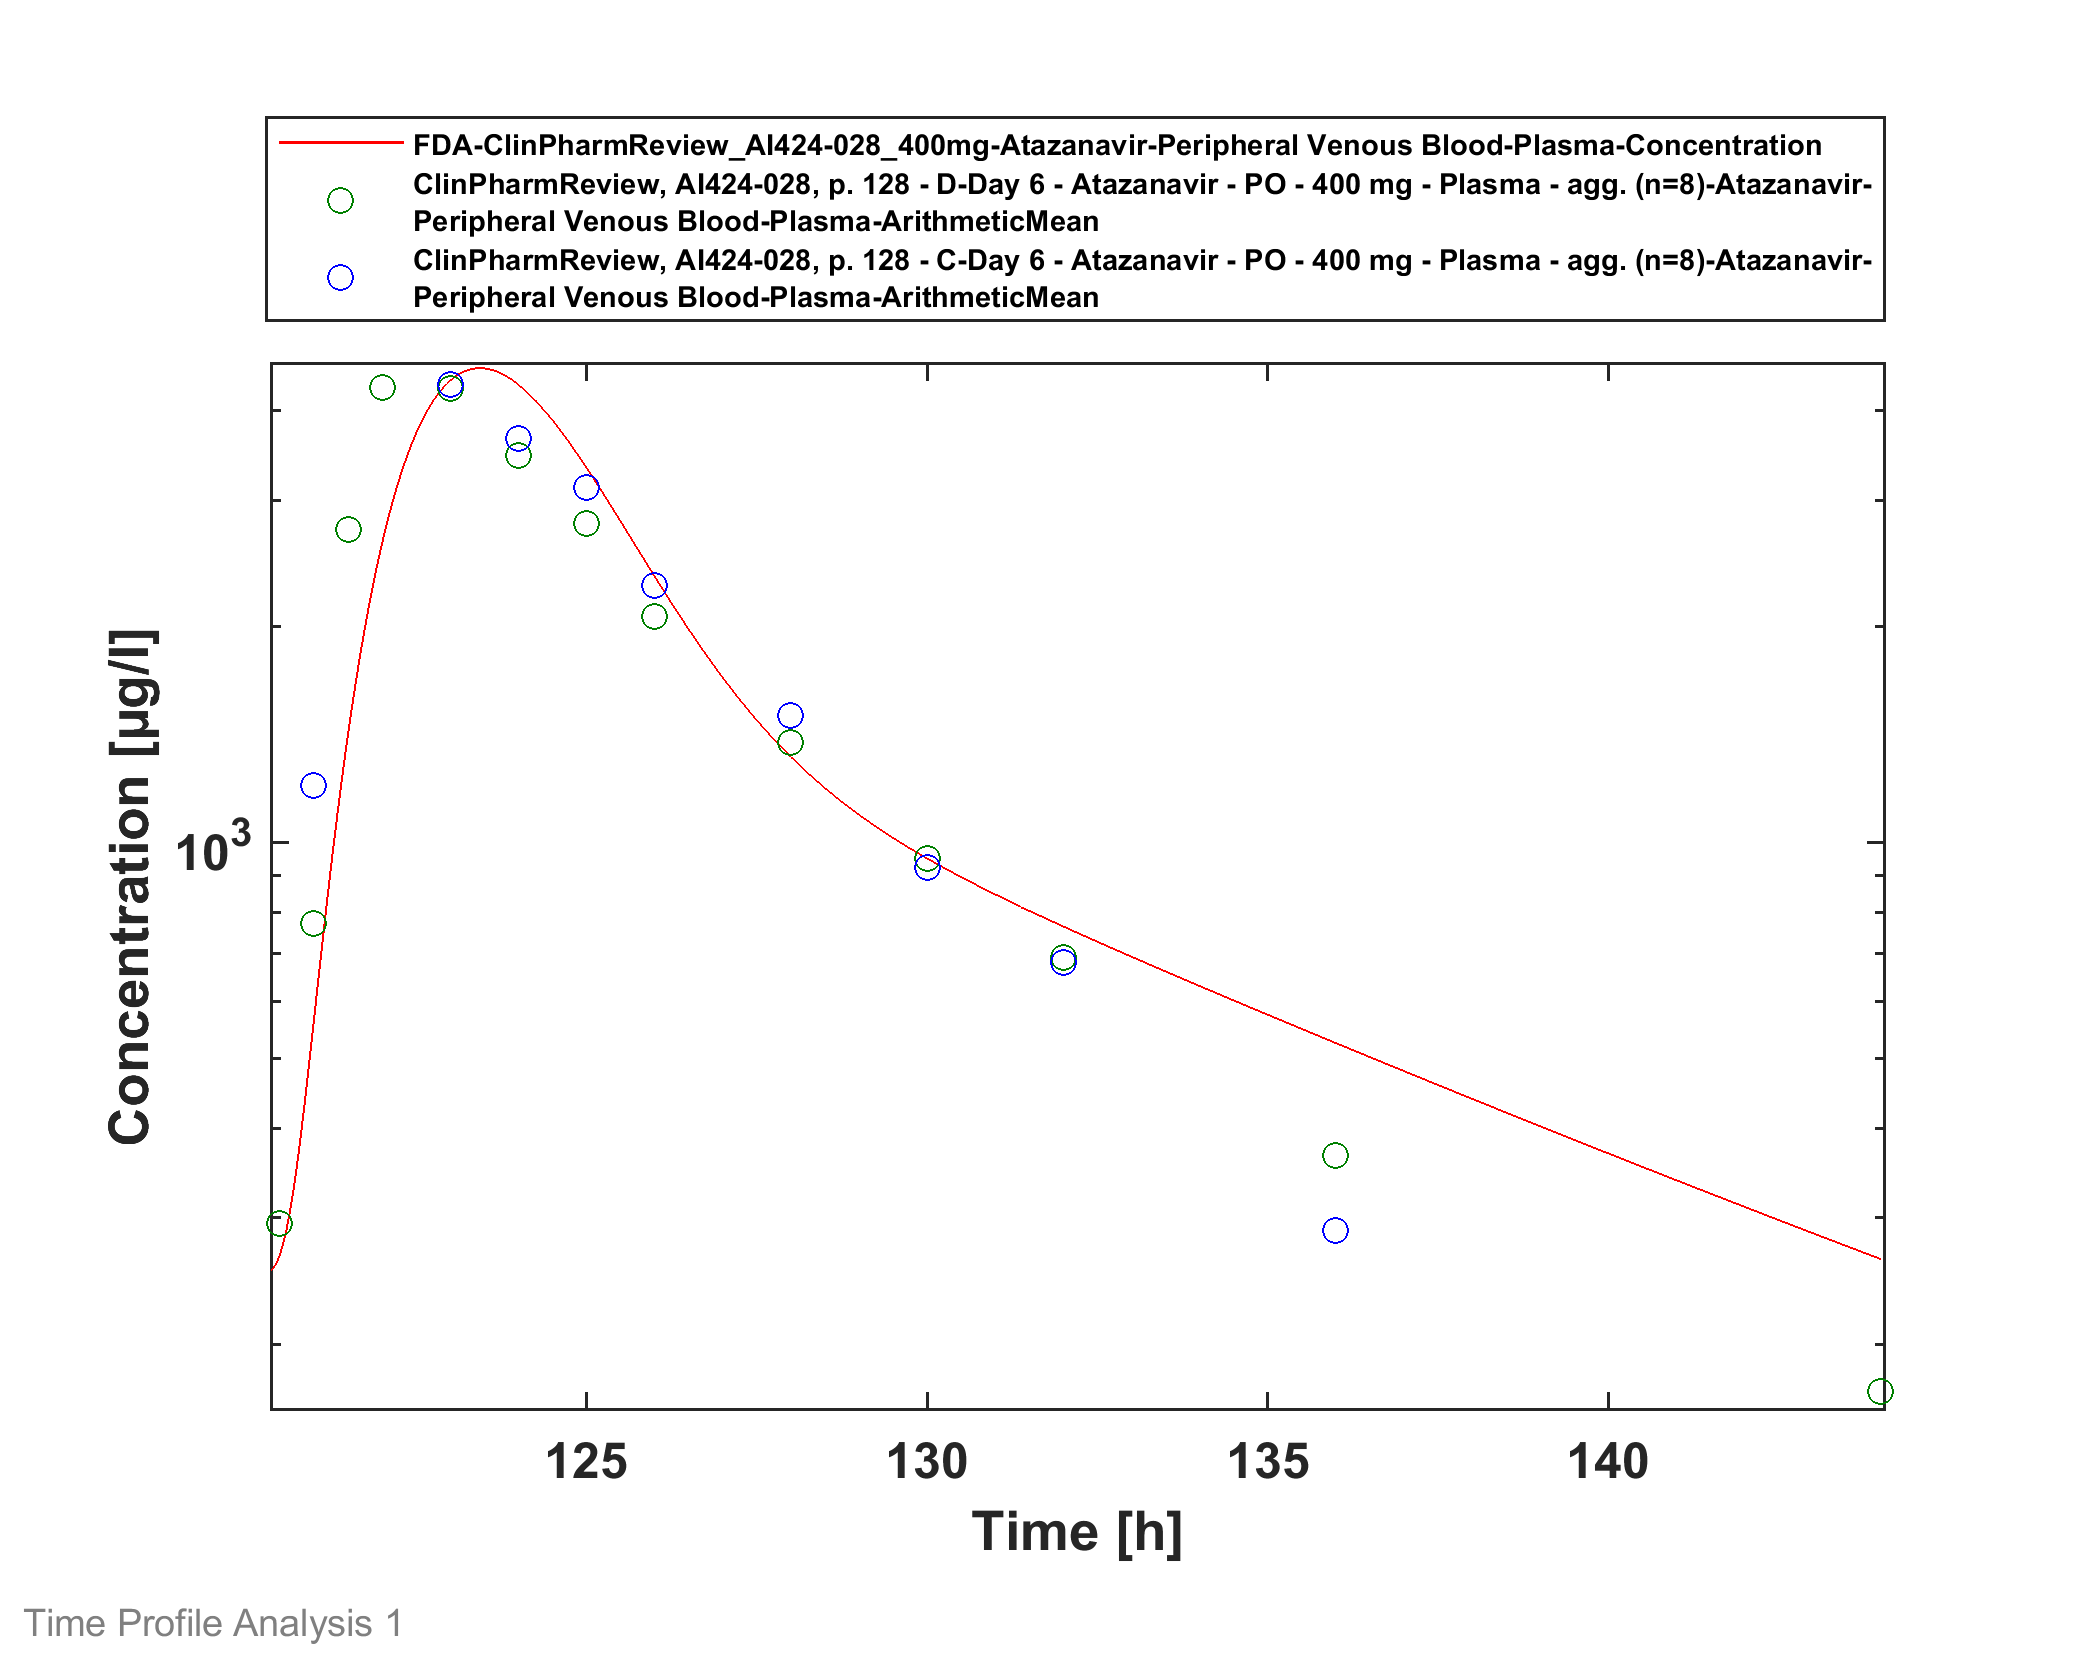 FDA-ClinPharmReview_AI424-028_400mg-Atazanavir-Peripheral Venous Blood-Plasma-Concentration
ClinPharmReview, AI424-028, p. 128 - D-Day 6 - Atazanavir - PO - 400 mg - Plasma - agg. (n=8)-Atazanavir-
Peripheral Venous Blood-Plasma-ArithmeticMean
ClinPharmReview, AI424-028, p. 128 - C-Day 6 - Atazanavir - PO - 400 mg - Plasma - agg. (n=8)-Atazanavir-
Peripheral Venous Blood-Plasma-ArithmeticMean
Concentration [µg/l]
10³
125 130 135 140
Time [h]
Time Profile Analysis 1